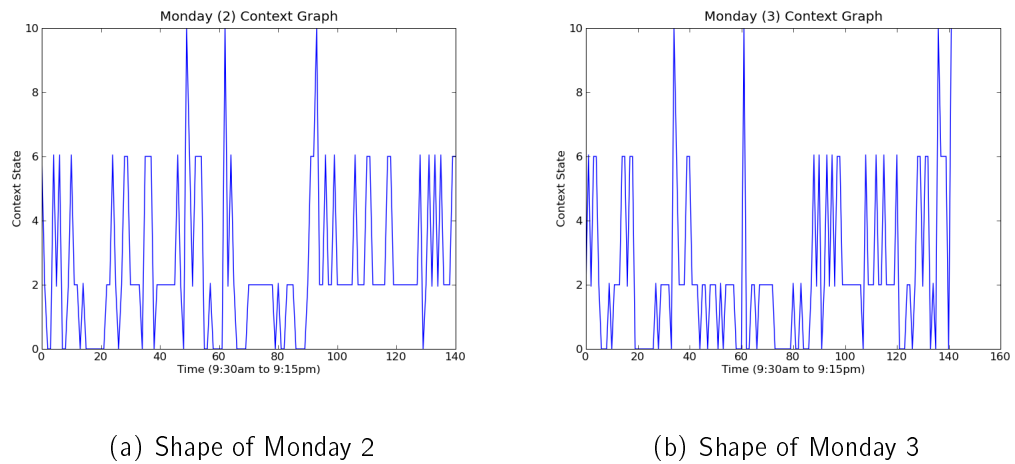 Monday (2) Context Graph
10
8
6
4
2
0
Context State
0 20 40 60 80 100 120 140
Time (9:30am to 9:15pm)
(a) Shape of Monday 2
Monday (3) Context Graph
10
8
6
4
2
0
Context State
0 20 40 60 80 100 120 140 160
Time (9:30am to 9:15pm)
(b) Shape of Monday 3